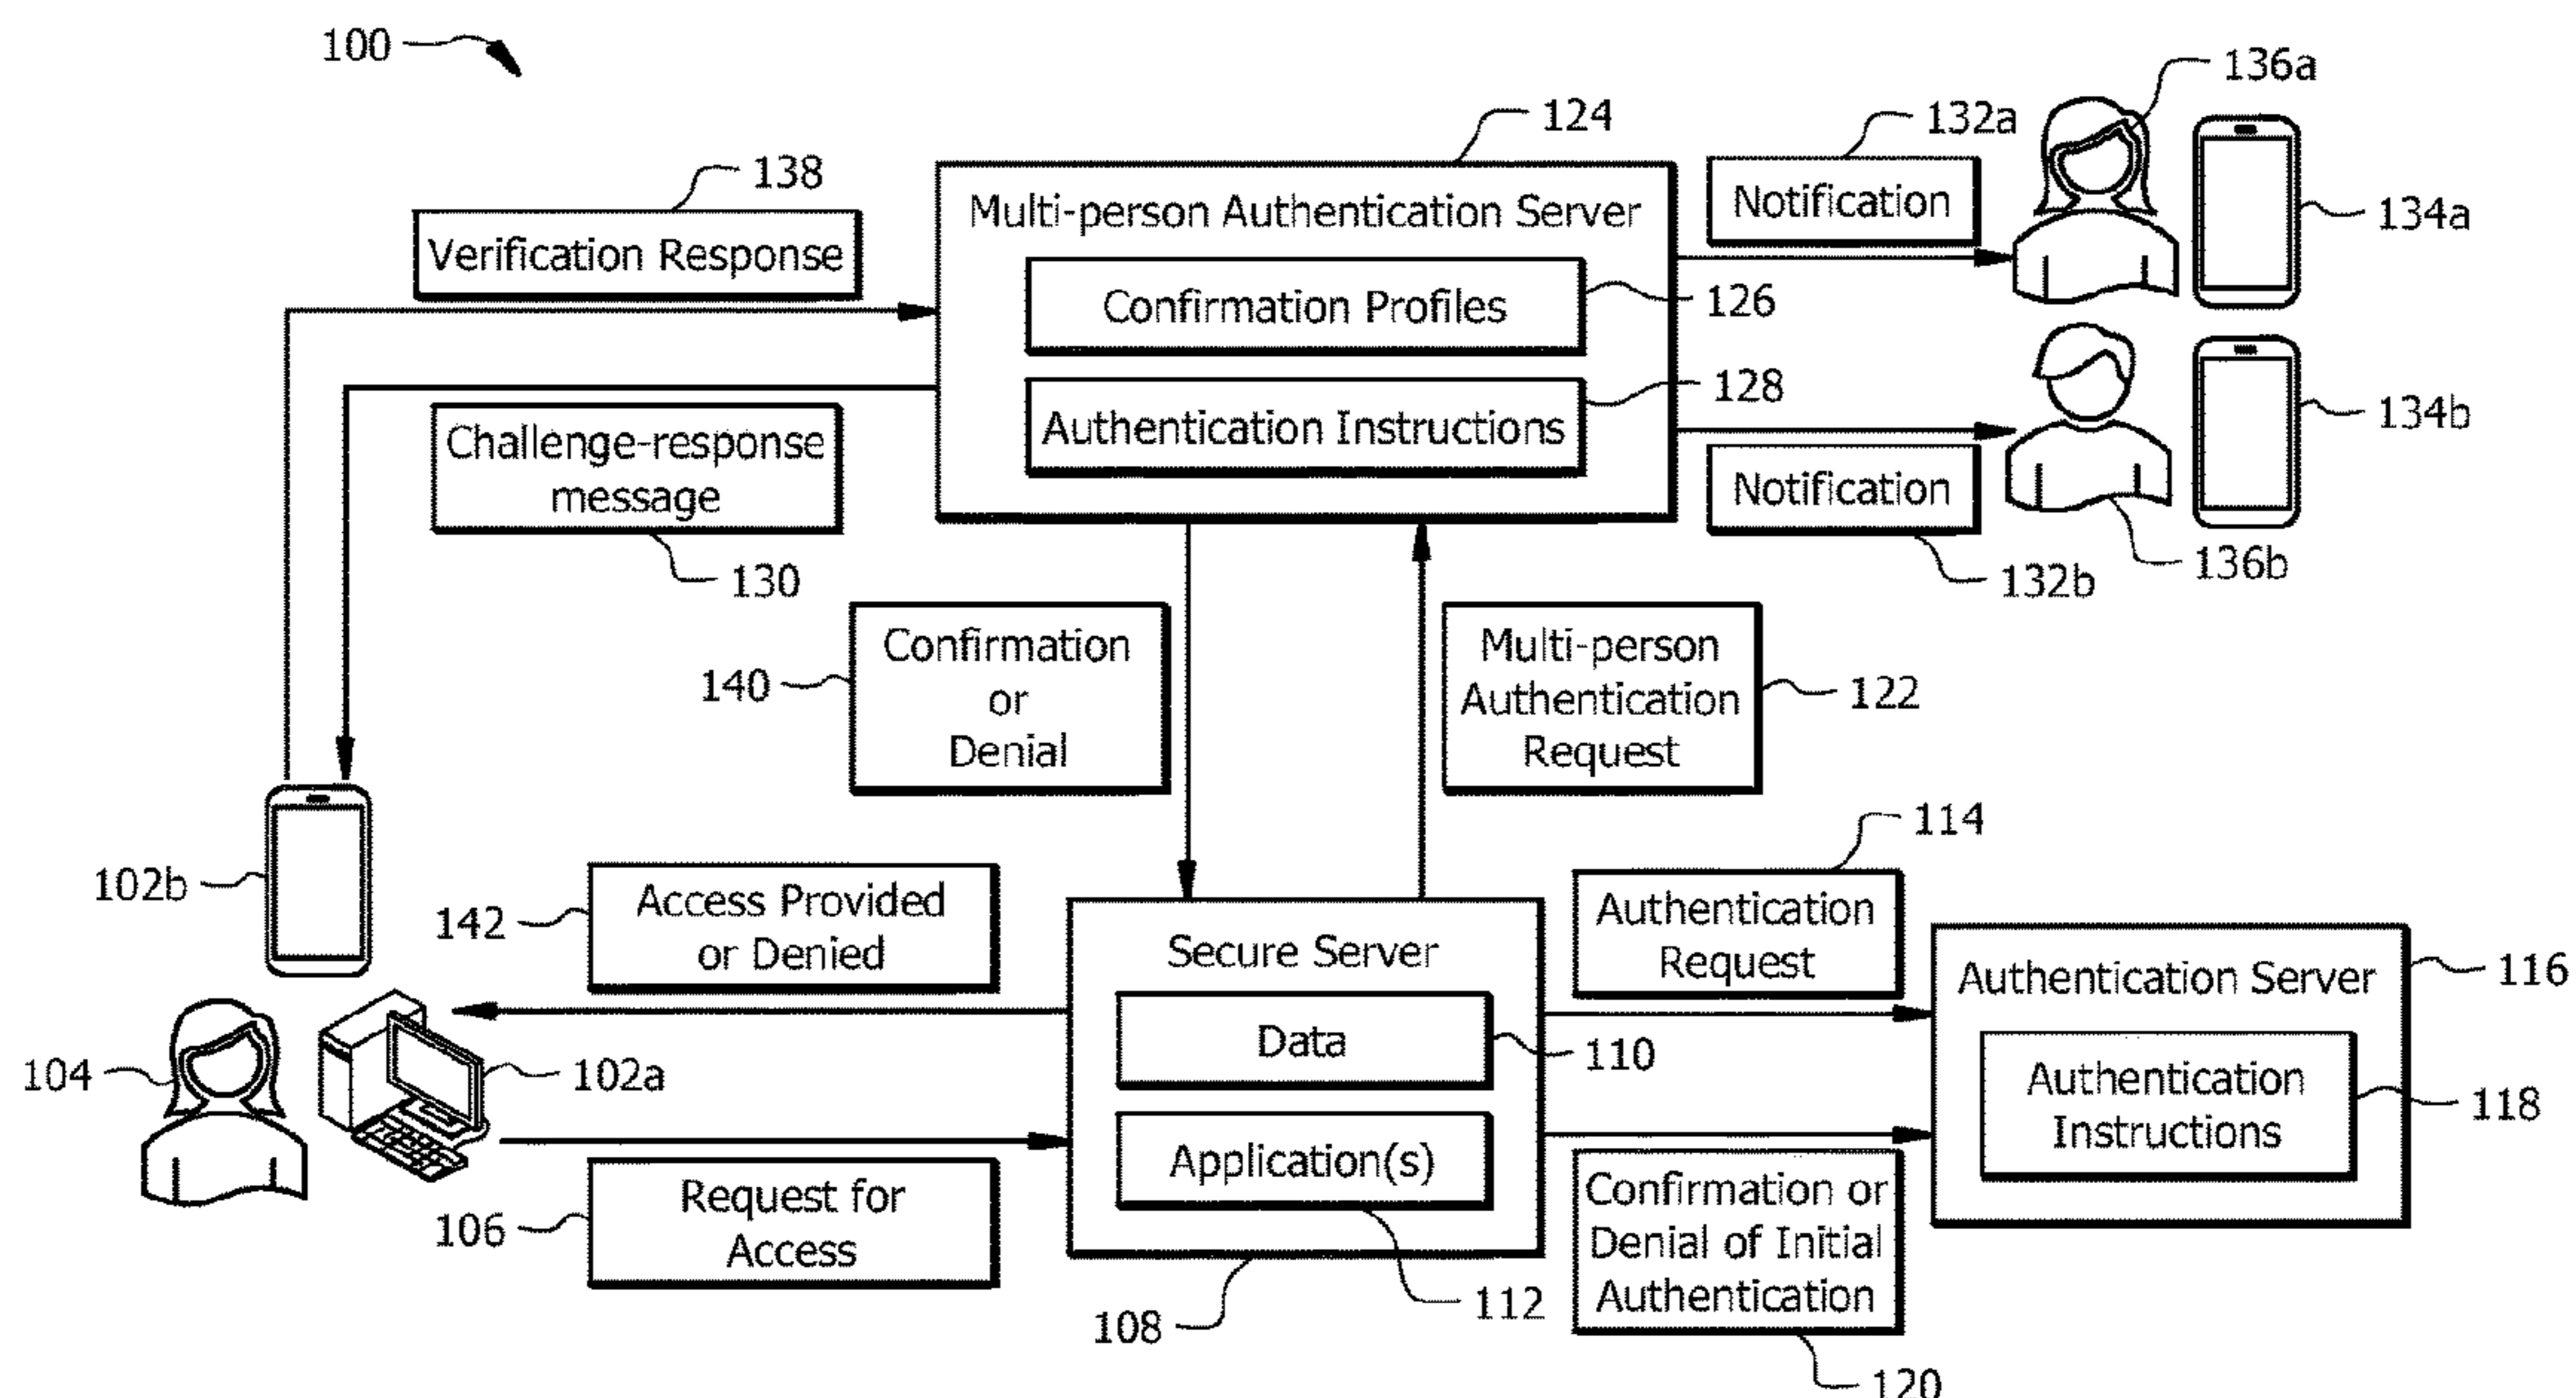 100
136a
124
132a
138
Multi-person Authentication Server
Notification
134a
Verification Response
Confirmation Profiles
126
128
Challenge-response
message
Authentication Instructions
134b
Notification
130
132b
136b
Confirmation
or
Denial
140
Multi-person
Authentication
Request
122
114
102b
142
Access Provided
or Denied
Secure Server
Authentication
Request
Authentication Server
116
Data
110
104
102a
Authentication
Instructions
118
Application(s)
106
Request for
Access
Confirmation or
Denial of Initial
Authentication
108
112
120